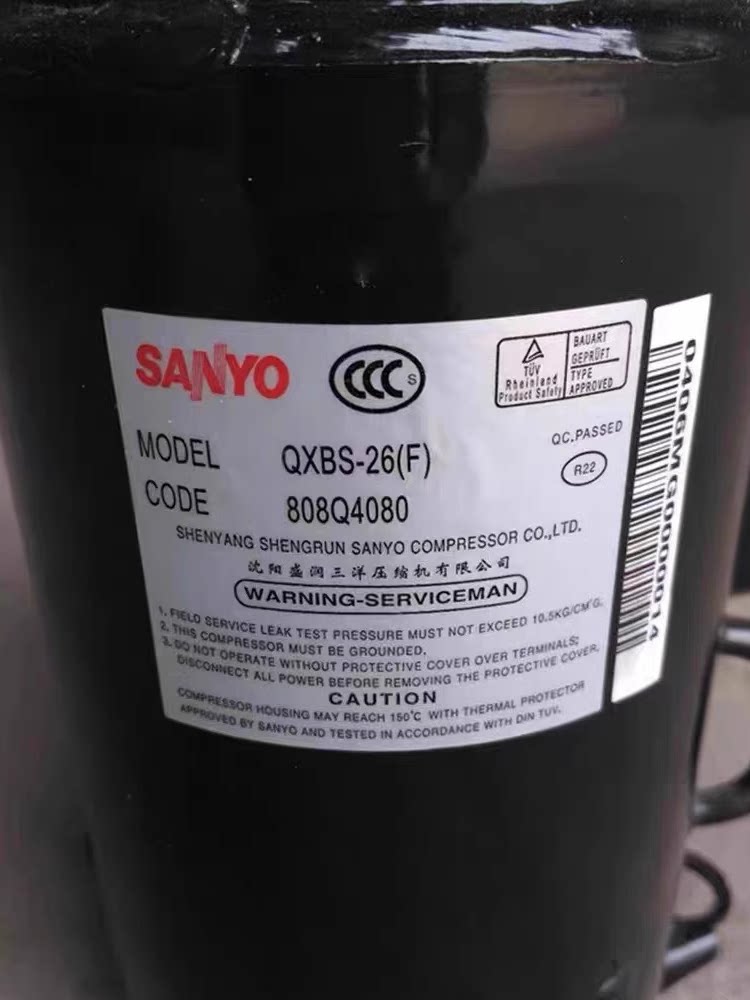 SANYO
CCC S
TÜV
Rheinland
Product Safety
BAUART
GEPRÜFT
TYPE
APPROVED
MODEL QXBS-26(F)
QC.PASSED
R22
CODE 808Q4080
SHENYANG SHENGRUN SANYO COMPRESSOR CO.,LTD.
沈阳盛润三洋压缩机有限公司
WARNING-SERVICEMAN
1. FIELD SERVICE LEAK TEST PRESSURE MUST NOT EXCEED 10.5KG/CM²G.
2. THIS COMPRESSOR MUST BE GROUNDED.
3. DO NOT OPERATE WITHOUT PROTECTIVE COVER OVER TERMINALS;
DISCONNECT ALL POWER BEFORE REMOVING THE PROTECTIVE COVER.
CAUTION
COMPRESSOR HOUSING MAY REACH 150°C WITH THERMAL PROTECTOR
APPROVED BY SANYO AND TESTED IN ACCORDANCE WITH DIN TUV.
0406M G0000014